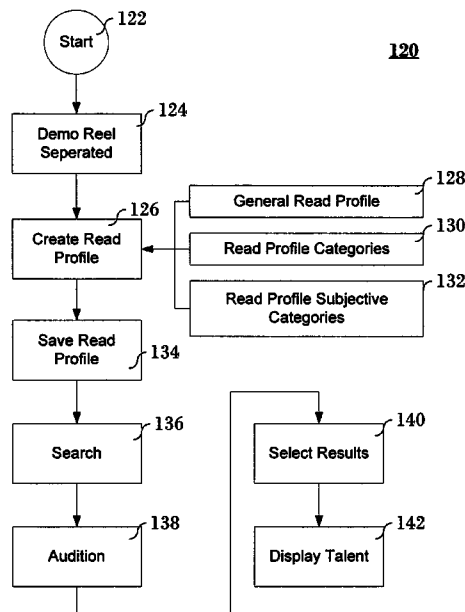 122
Start
120
124
Demo Reel
Seperated
128
General Read Profile
126
Create Read
Profile
130
Read Profile Categories
132
Read Profile Subjective
Categories
Save Read
Profile
134
136
Search
140
Select Results
138
Audition
142
Display Talent